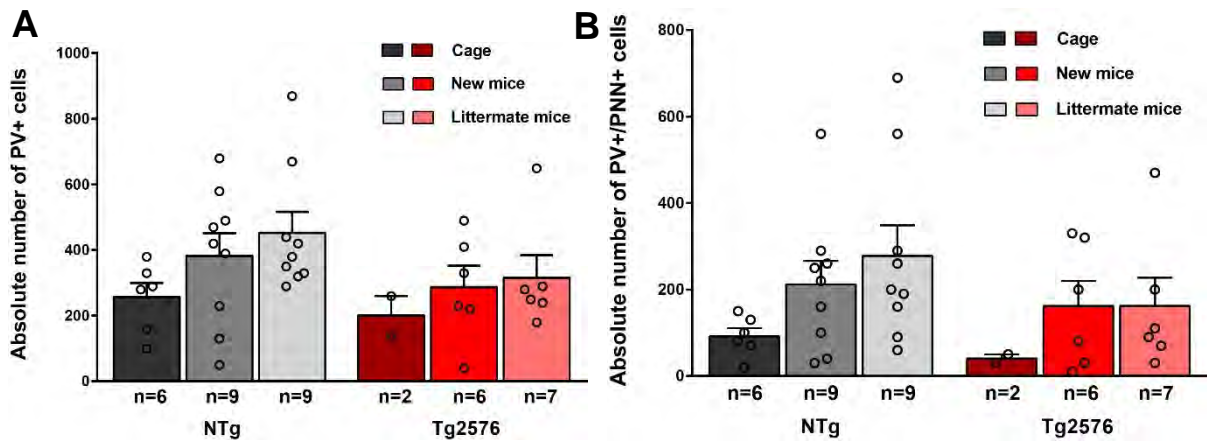 A
Absolute number of PV+ cells
1000
800
600
400
200
0
Cage
New mice
Littermate mice
n=6
n=9
n=9
n=2
n=6
n=7
NTg
Tg2576
B
Absolute number of PV+/PNN+ cells
800
600
400
200
0
Cage
New mice
Littermate mice
n=6
n=9
n=9
n=2
n=6
n=7
NTg
Tg2576